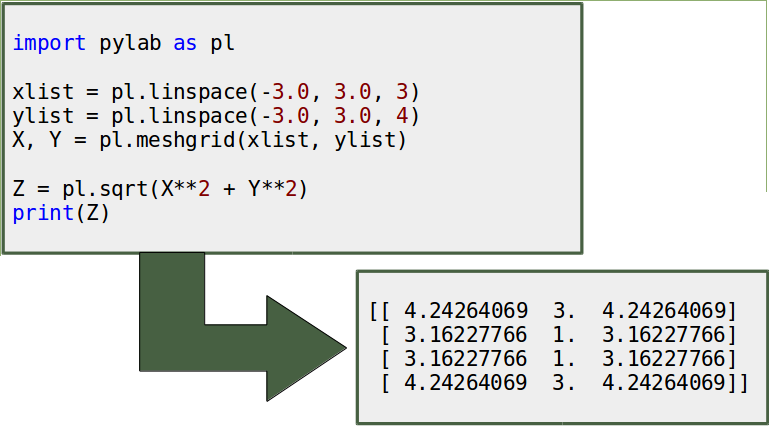 import pylab as pl
xlist = pl.linspace(-3.0, 3.0, 3)
ylist = pl.linspace(-3.0, 3.0, 4)
X, Y = pl.meshgrid(xlist, ylist)
Z = pl.sqrt(X**2 + Y**2)
print(Z)
[[ 4.24264069  3.  4.24264069]
 [ 3.16227766  1.  3.16227766]
 [ 3.16227766  1.  3.16227766]
 [ 4.24264069  3.  4.24264069]]